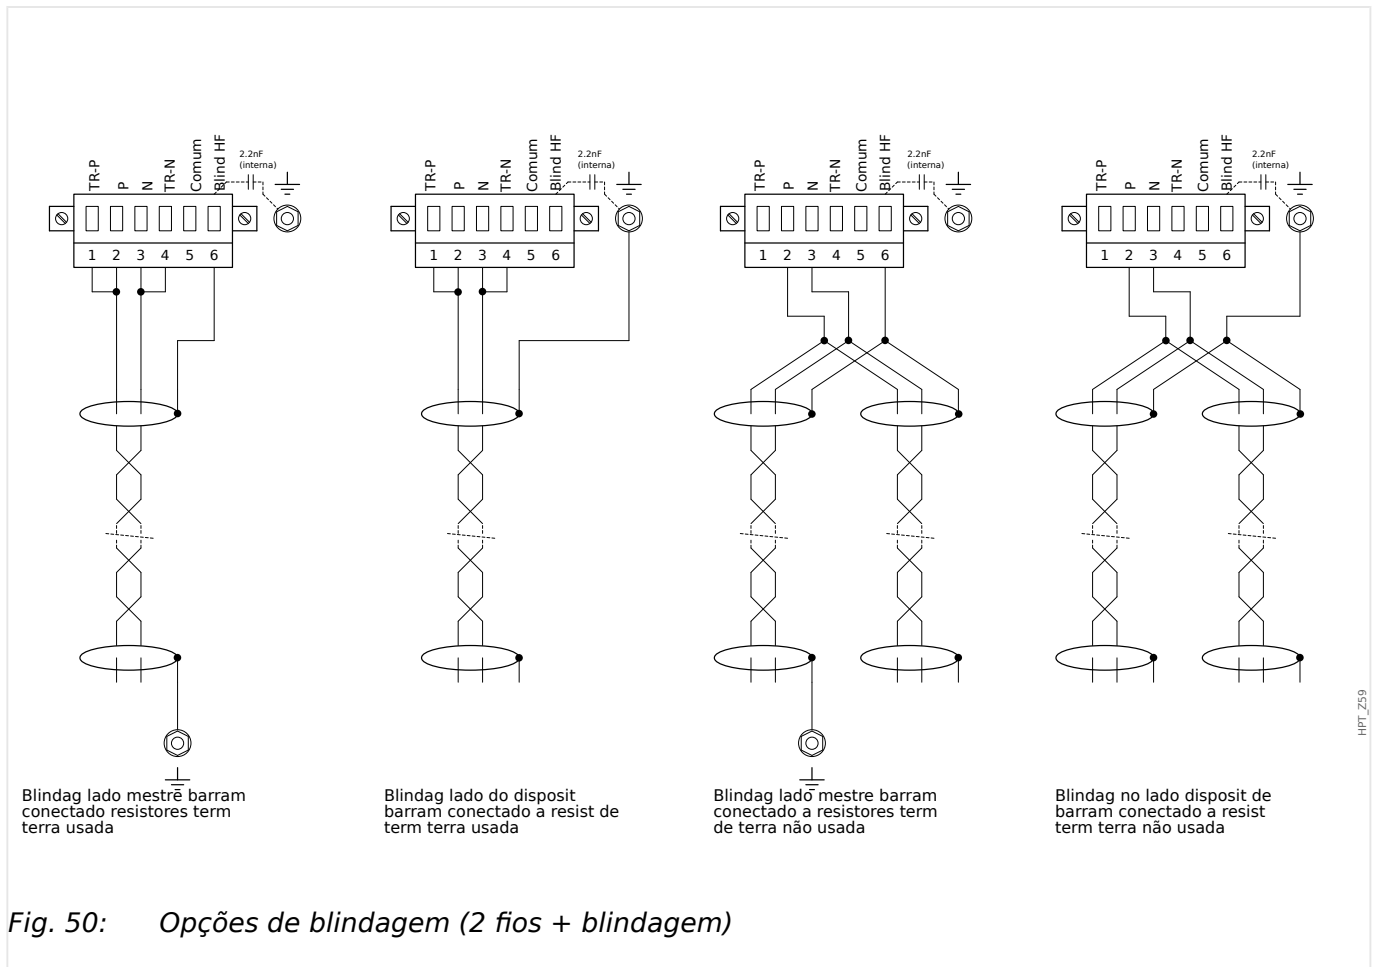 TR-P P N TR-N Comum Blind HF
2.2nF
(interna)
1 2 3 4 5 6
TR-P P N TR-N Comum Blind HF
2.2nF
(interna)
1 2 3 4 5 6
TR-P P N TR-N Comum Blind HF
2.2nF
(interna)
1 2 3 4 5 6
TR-P P N TR-N Comum Blind HF
2.2nF
(interna)
1 2 3 4 5 6
HPT_Z59
Blindag lado mestre barram
conectado resistores term
terra usada
Blindag lado do disposit
barram conectado a resist de
term terra usada
Blindag lado mestre barram
conectado a resistores term
de terra não usada
Blindag no lado disposit de
barram conectado a resist
term terra não usada
Fig. 50: Opções de blindagem (2 fios + blindagem)